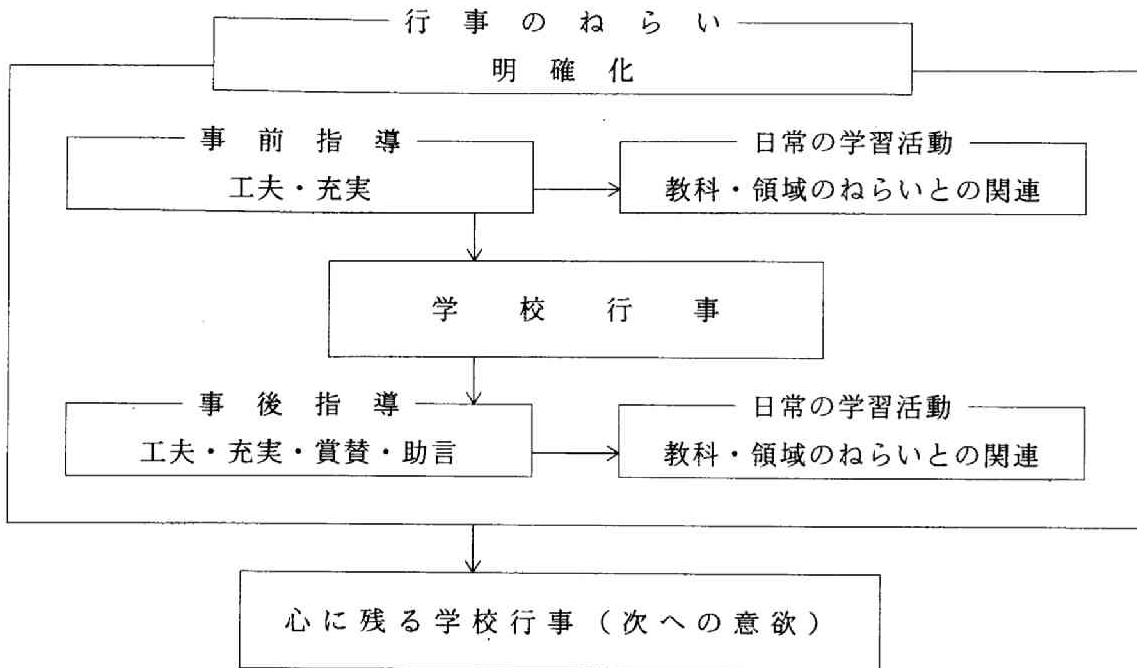 行事のねらい
明確化
事前指導
工夫・充実
日常の学習活動
教科・領域のねらいとの関連
学校行事
事後指導
工夫・充実・賞賛・助言
日常の学習活動
教科・領域のねらいとの関連
心に残る学校行事（次への意欲）